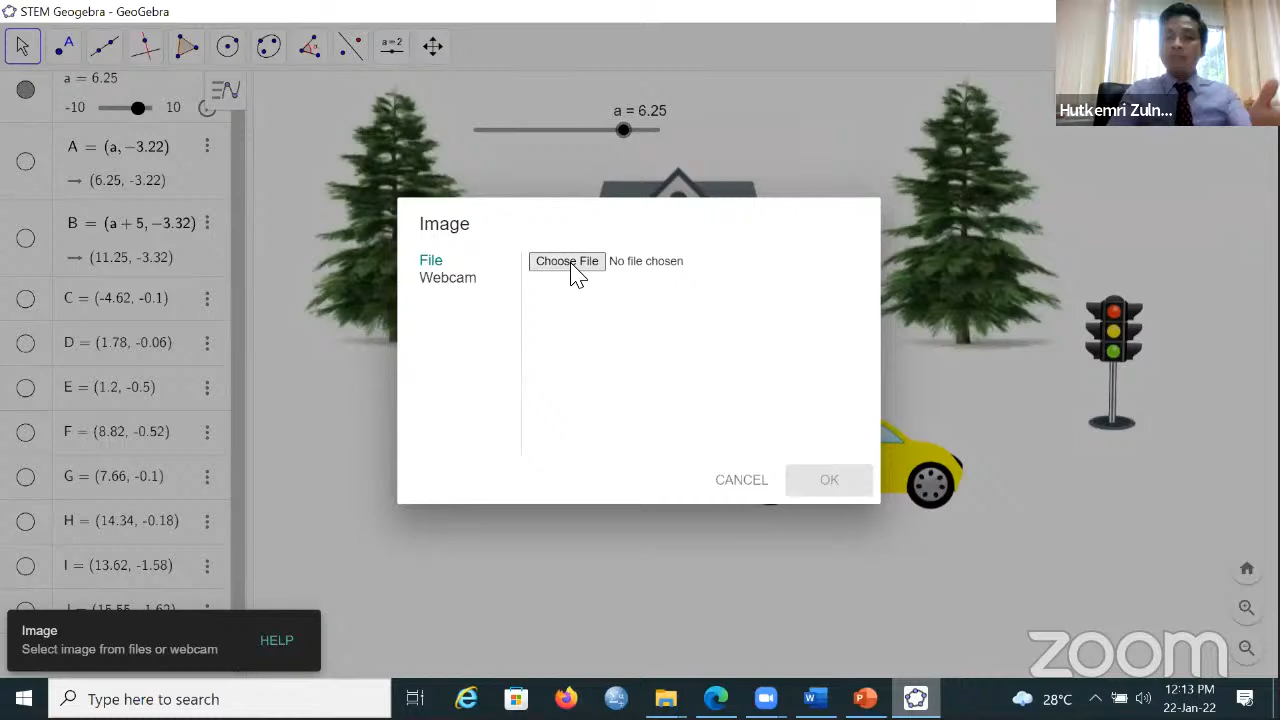 STEM Geogebra - GeoGebra
Hutkemri Zuln...
A
a=2
a = 6.25
-10
10
A = (a, −3.22)
→ (6.25, -3.22)
B = (a + 5, −3.32)
→ (11.25, -3.32)
C = (-4.62, -0.1)
D = (1.78, -0.06)
E = (1.2, -0.5)
F = (8.82, -0.52)
G = (7.66, -0.1)
H = (14.34, -0.18)
I = (13.62, -1.58)
a = 6.25
Image
File
Webcam
Choose File
No file chosen
CANCEL
OK
Image
Select image from files or webcam
HELP
zoom
Type here to search
28°C
12:13 PM
22-Jan-22